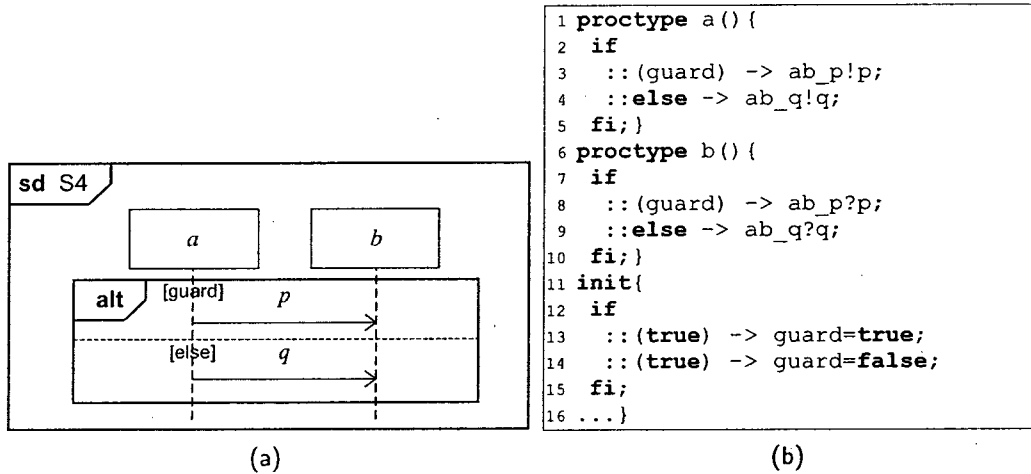 sd S4
a b
alt [guard] p
[else] q
(a)
1 proctype a(){
2 if
3 ::(guard) -> ab_p!p;
4 ::else -> ab_q!q;
5 fi;}
6 proctype b(){
7 if
8 ::(guard) -> ab_p?p;
9 ::else -> ab_q?q;
10 fi;}
11 init{
12 if
13 ::(true) -> guard=true;
14 ::(true) -> guard=false;
15 fi;
16 ...}
(b)